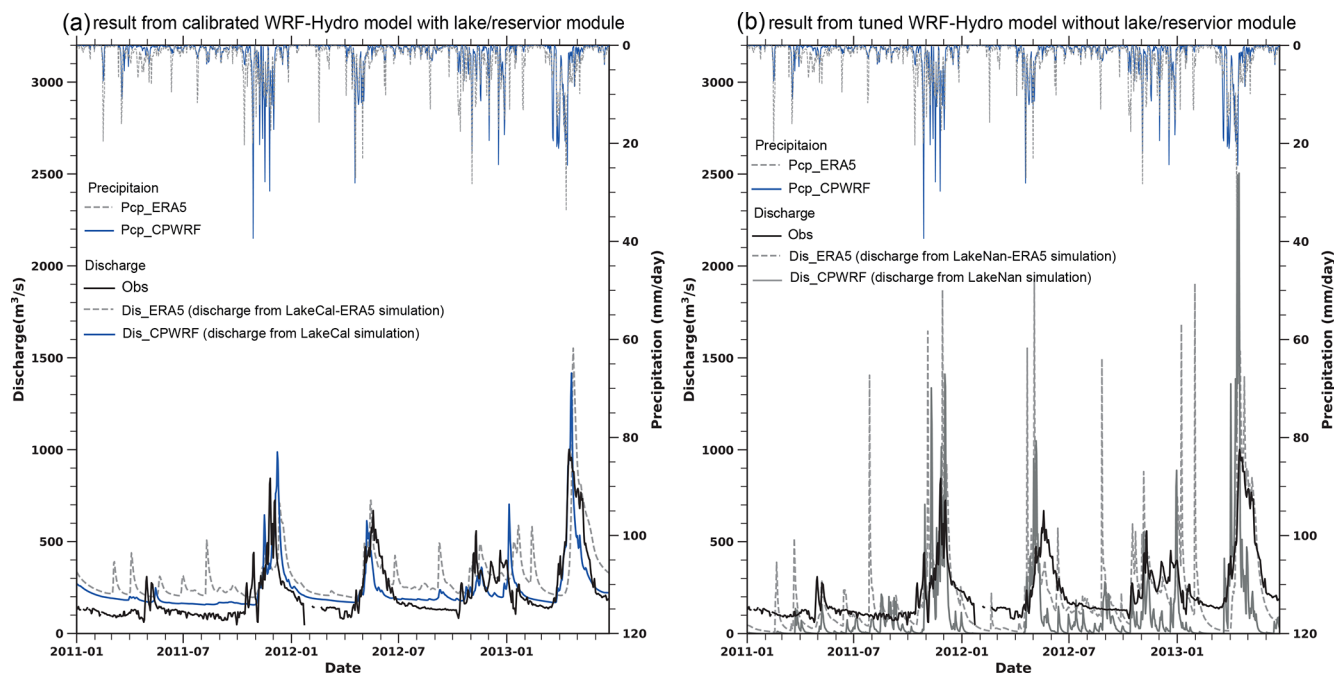 (a) result from calibrated WRF-Hydro model with lake/reservior module
3000
2500
2000
1500
1000
500
0
Discharge(m³/s)
0
20
40
60
80
100
120
Precipitation (mm/day)
Precipitaion
Pcp_ERA5
Pcp_CPWRF
Discharge
Obs
Dis_ERA5 (discharge from LakeCal-ERA5 simulation)
Dis_CPWRF (discharge from LakeCal simulation)
2011-01
2011-07
2012-01
2012-07
2013-01
Date
(b) result from tuned WRF-Hydro model without lake/reservior module
3000
2500
2000
1500
1000
500
0
Discharge(m³/s)
0
20
40
60
80
100
120
Precipitation (mm/day)
Precipitaion
Pcp_ERA5
Pcp_CPWRF
Discharge
Obs
Dis_ERA5 (discharge from LakeNan-ERA5 simulation)
Dis_CPWRF (discharge from LakeNan simulation)
2011-01
2011-07
2012-01
2012-07
2013-01
Date